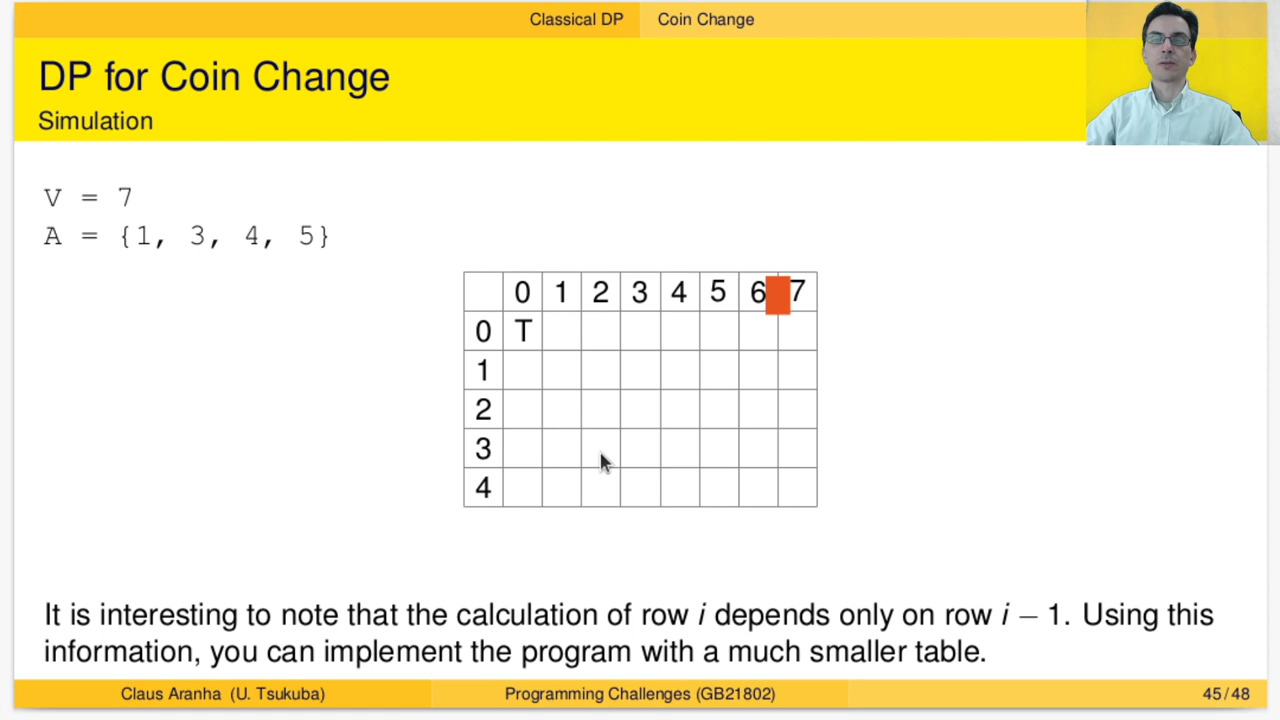 Classical DP Coin Change
DP for Coin Change
Simulation
V = 7
A = {1, 3, 4, 5}
0 1 2 3 4 5 6 7
0 T
1
2
3
4
It is interesting to note that the calculation of row i depends only on row i − 1. Using this
information, you can implement the program with a much smaller table.
Claus Aranha (U. Tsukuba) Programming Challenges (GB21802) 45 / 48